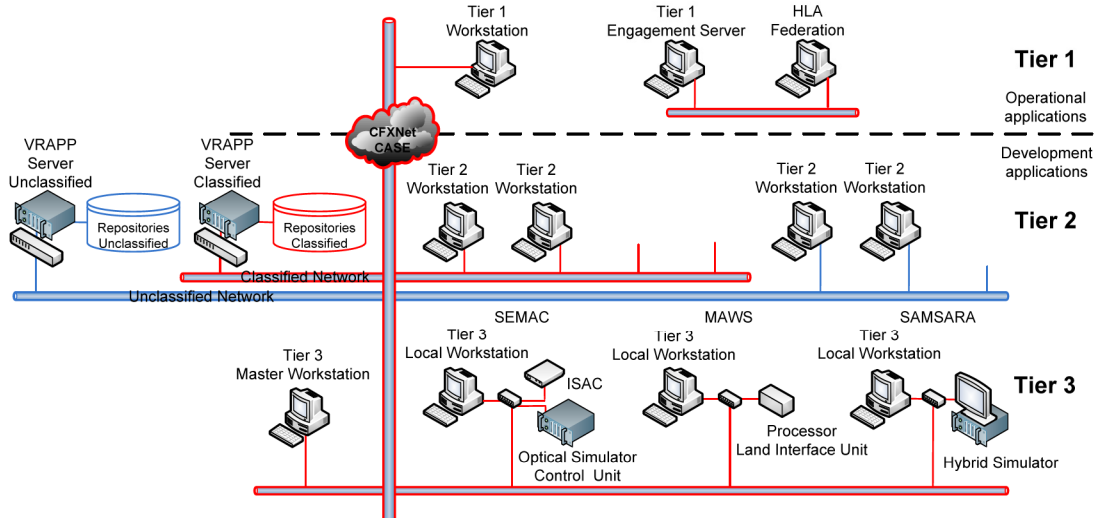 Tier 1
Workstation
Tier 1
Engagement Server
HLA
Federation
Tier 1
Operational
applications
CFXNet
CASE
Development
applications
VRAPP
Server
Unclassified
VRAPP
Server
Classified
Repositories
Unclassified
Repositories
Classified
Tier 2
Workstation
Tier 2
Workstation
Tier 2
Workstation
Tier 2
Workstation
Tier 2
Classified Network
Unclassified Network
SEMAC
MAWS
SAMSARA
Tier 3
Master Workstation
Tier 3
Local Workstation
ISAC
Optical Simulator
Control Unit
Tier 3
Local Workstation
Processor
Land Interface Unit
Tier 3
Local Workstation
Hybrid Simulator
Tier 3